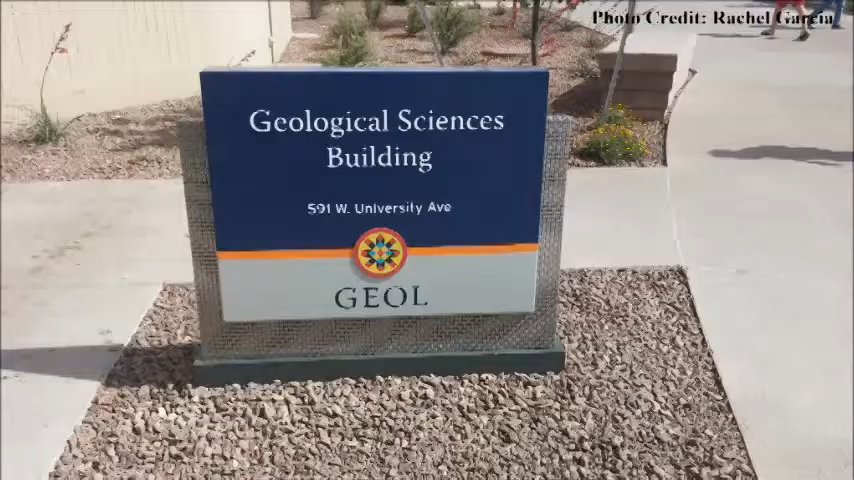 Photo Credit: Rachel Garcia
Geological Sciences
Building
591 W. University Ave
GEOL